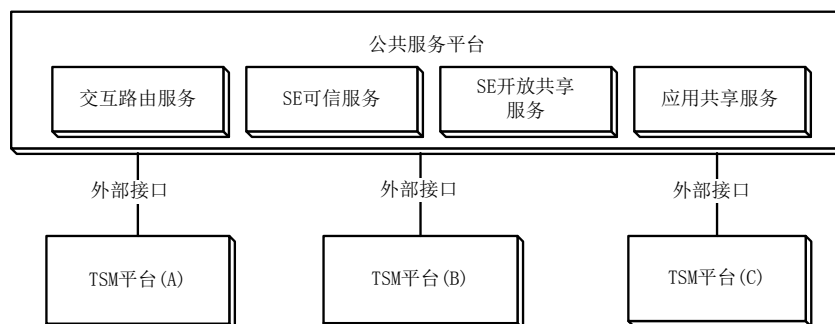 公共服务平台
交互路由服务
SE可信服务
SE开放共享
服务
应用共享服务
外部接口
外部接口
外部接口
TSM平台(A)
TSM平台(B)
TSM平台(C)